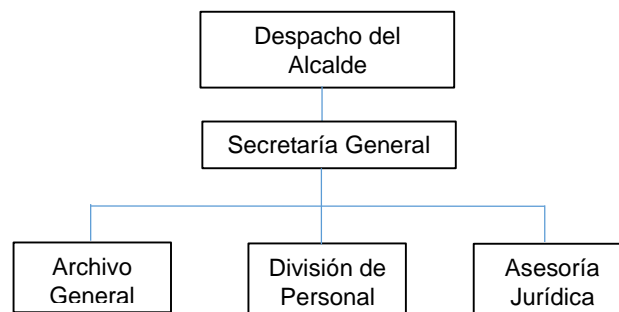 Despacho del
Alcalde
Secretaría General
Archivo
General
División de
Personal
Asesoría
Jurídica